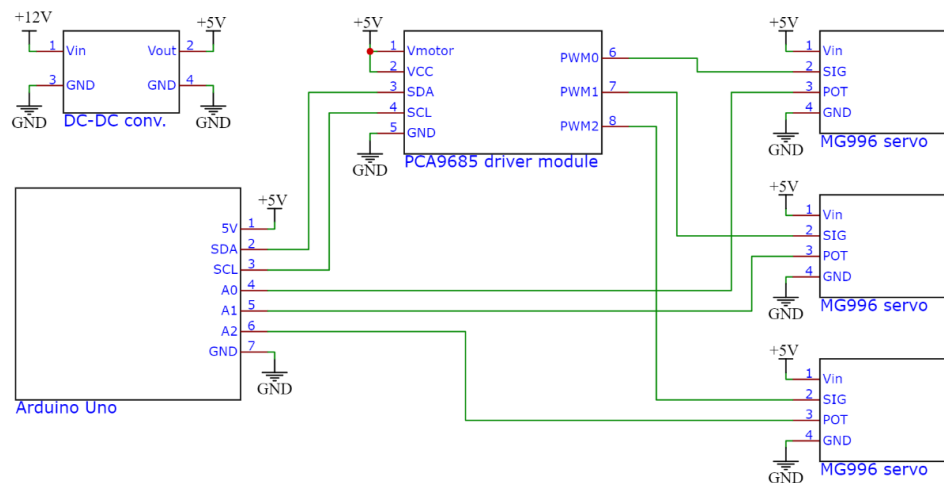 +12V
+5V
1 Vin Vout 2
3 GND GND 4
GND GND
DC-DC conv.
+5V
1 Vmotor PWM0 6
2 VCC
3 SDA PWM1 7
4 SCL
5 GND PWM2 8
GND
PCA9685 driver module
+5V
1 Vin
2 SIG
3 POT
4 GND
GND
MG996 servo
+5V
5V 1
SDA 2
SCL 3
A0 4
A1 5
A2 6
GND 7
GND
Arduino Uno
+5V
1 Vin
2 SIG
3 POT
4 GND
GND
MG996 servo
+5V
1 Vin
2 SIG
3 POT
4 GND
GND
MG996 servo